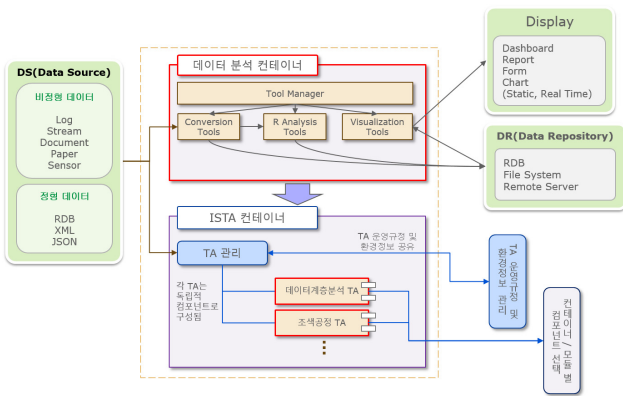 DS(Data Source)
비정형 데이터
Log
Stream
Document
Paper
Sensor
정형 데이터
RDB
XML
JSON
데이터 분석 컨테이너
Tool Manager
Conversion
Tools
R Analysis
Tools
Visualization
Tools
Display
Dashboard
Report
Form
Chart
(Static, Real Time)
DR(Data Repository)
RDB
File System
Remote Server
ISTA 컨테이너
TA 관리
TA 운영규정 및
환경정보 공유
각 TA는
독립적
컴포넌트로
구성됨
데이터계층분석 TA
조색공정 TA
TA 운영규정 및
환경정보 관리
컨테이너/모듈 별
컴포넌트 선택